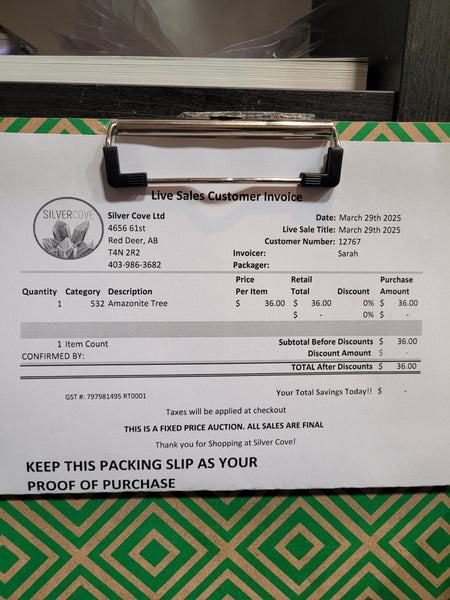 Live Sales Customer Invoice
SILVERCOVE
Silver Cove Ltd
4656 61st
Red Deer, AB
T4N 2R2
403-986-3682
Date: March 29th 2025
Live Sale Title: March 29th 2025
Customer Number: 12767
Invoicer: Sarah
Packager:
Quantity Category Description Price Per Item Retail Total Discount Purchase Amount
1 532 Amazonite Tree $ 36.00 $ 36.00 0% $ 36.00
0% $ -
1 Item Count Subtotal Before Discounts $ 36.00
CONFIRMED BY: Discount Amount $ -
TOTAL After Discounts $ 36.00
GST #: 797981495 RT0001 Your Total Savings Today!! $ -
Taxes will be applied at checkout
THIS IS A FIXED PRICE AUCTION. ALL SALES ARE FINAL
Thank you for Shopping at Silver Cove!
KEEP THIS PACKING SLIP AS YOUR
PROOF OF PURCHASE